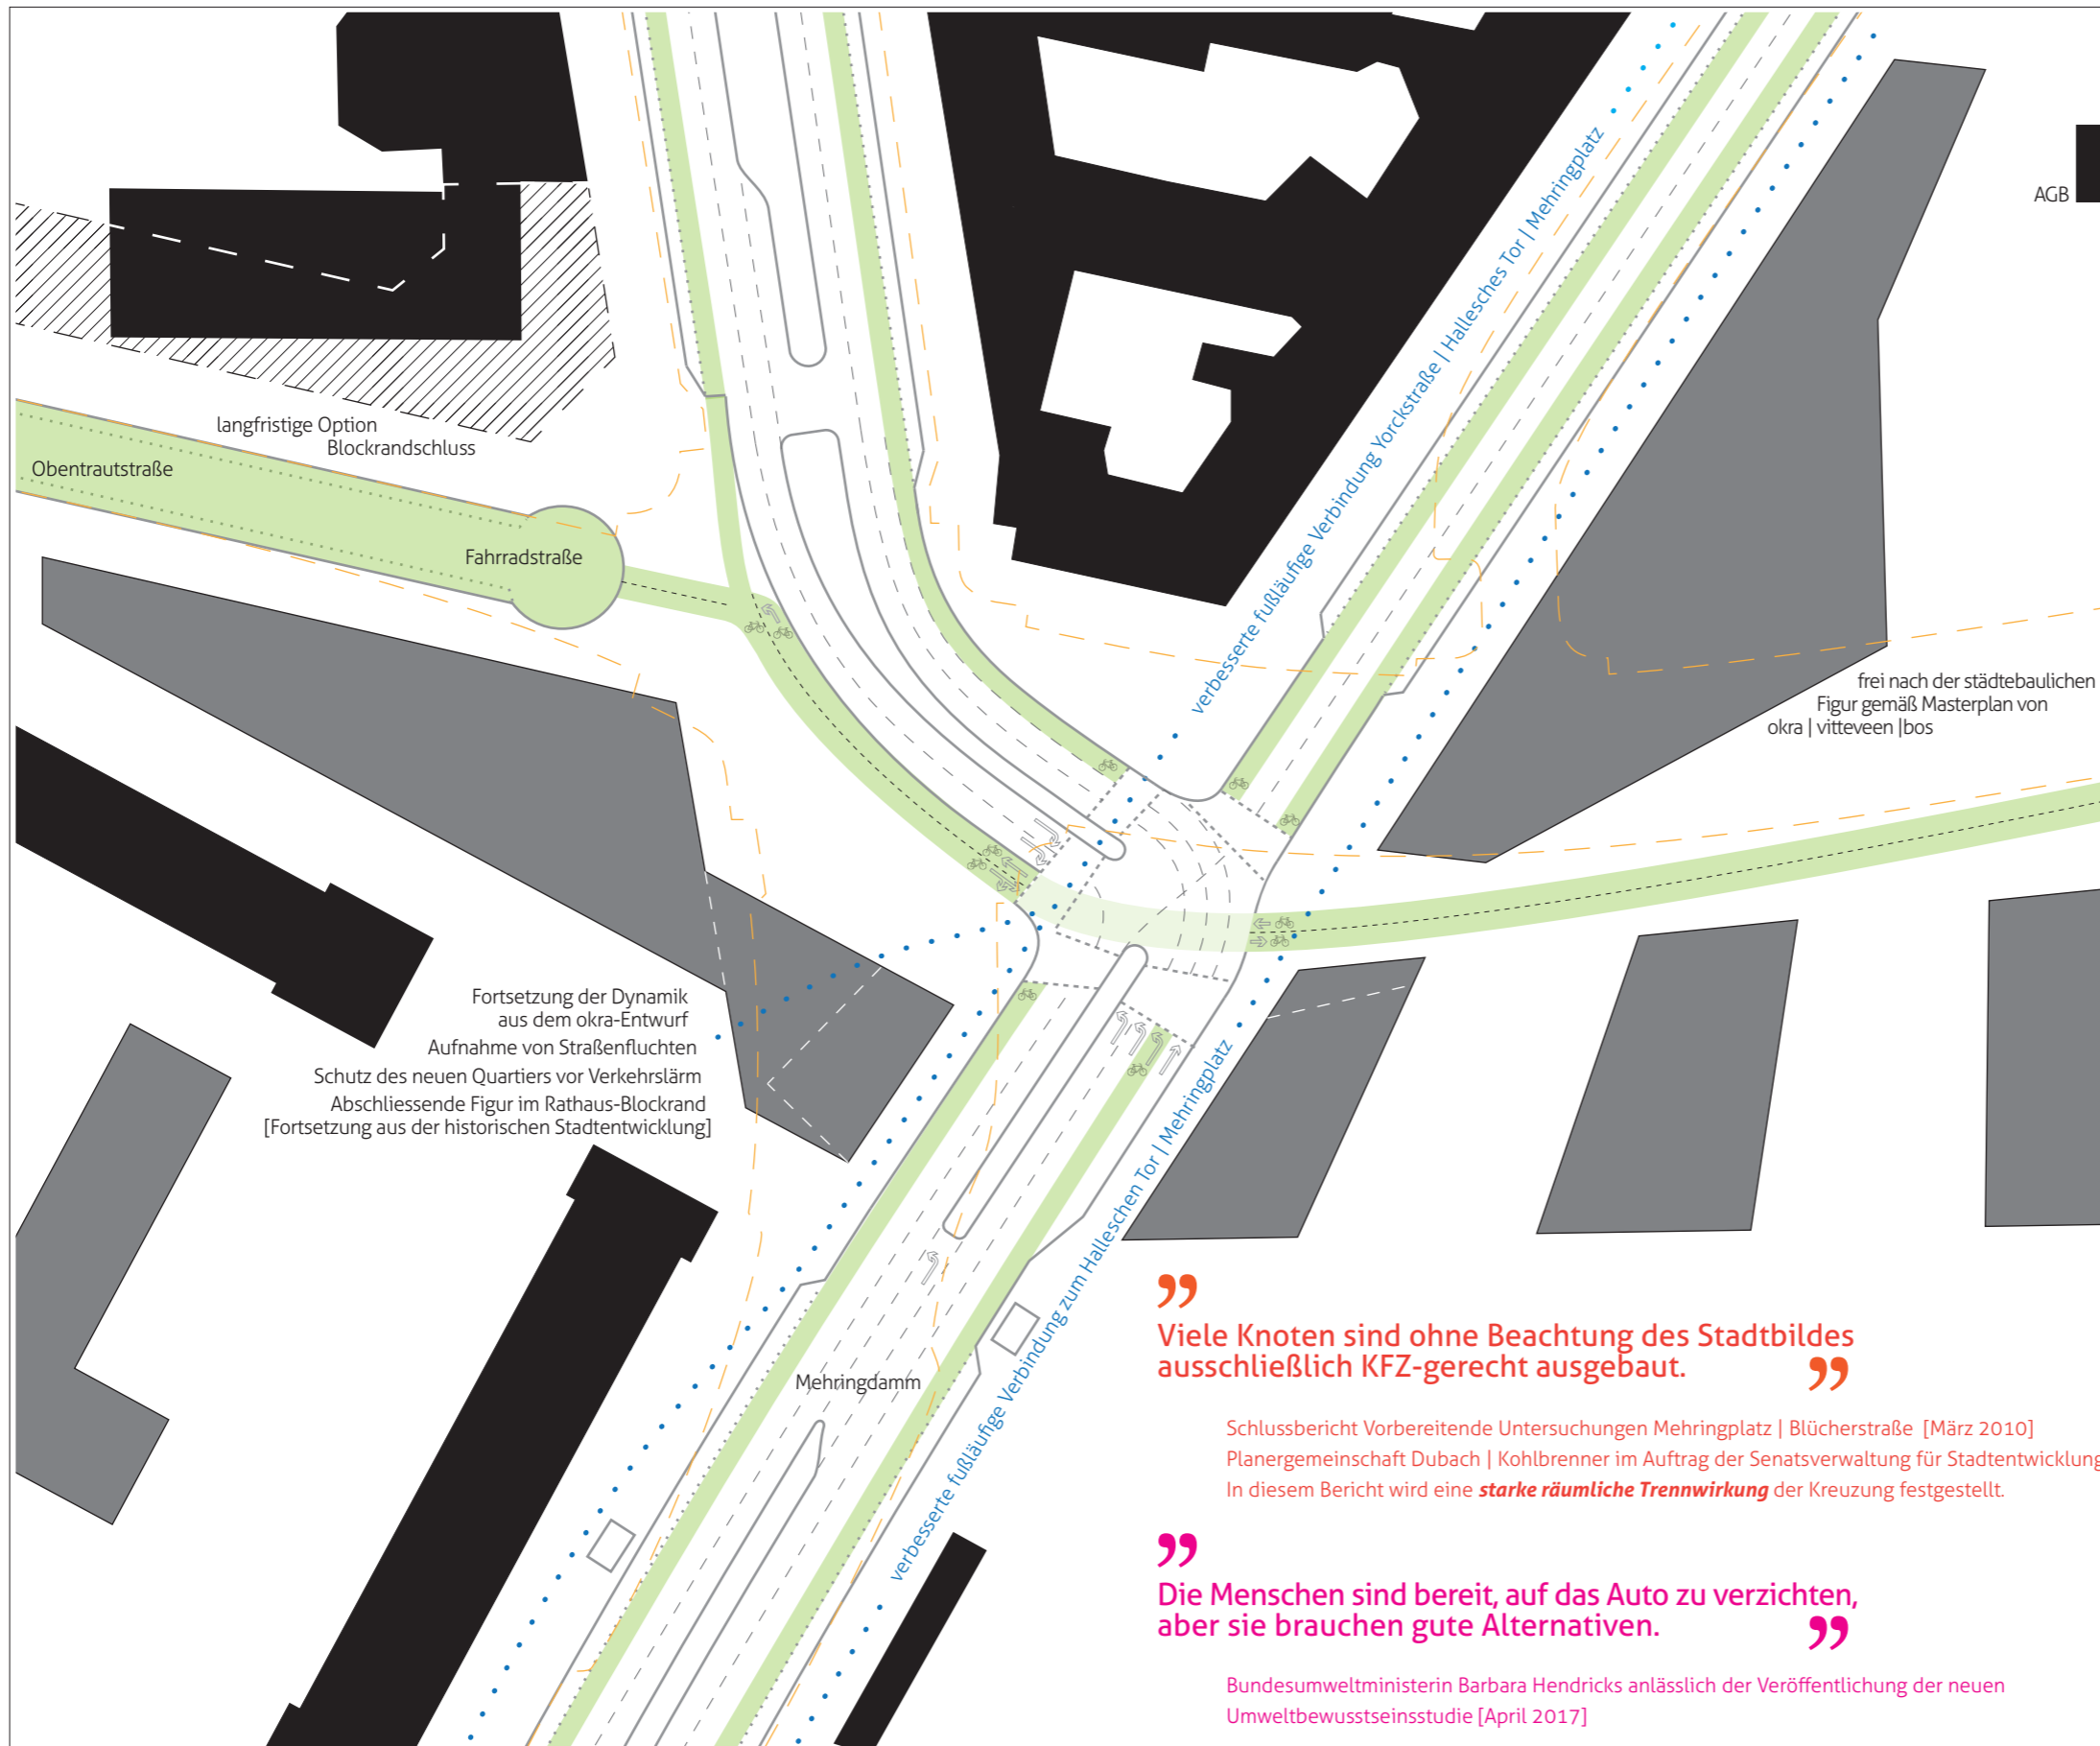 AGB
verbesserte fußläufige Verbindung Yorckstraße | Hallesches Tor | Mehringplatz
langfristige Option
Blockrandschluss
Obentrautstraße
Fahrradstraße
frei nach der städtebaulichen
Figur gemäß Masterplan von
okra | vitteveen |bos
Fortsetzung der Dynamik
aus dem okra-Entwurf
Aufnahme von Straßenfluchten
Schutz des neuen Quartiers vor Verkehrslärm
Abschliessende Figur im Rathaus-Blockrand
[Fortsetzung aus der historischen Stadtentwicklung]
verbesserte fußläufige Verbindung zum Halleschen Tor | Mehringplatz
Mehringdamm
”
Viele Knoten sind ohne Beachtung des Stadtbildes
ausschließlich KFZ-gerecht ausgebaut. ”
Schlussbericht Vorbereitende Untersuchungen Mehringplatz | Blücherstraße [März 2010]
Planergemeinschaft Dubach | Kohlbrenner im Auftrag der Senatsverwaltung für Stadtentwicklung
In diesem Bericht wird eine starke räumliche Trennwirkung der Kreuzung festgestellt.
”
Die Menschen sind bereit, auf das Auto zu verzichten,
aber sie brauchen gute Alternativen. ”
Bundesumweltministerin Barbara Hendricks anlässlich der Veröffentlichung der neuen
Umweltbewusstseinsstudie [April 2017]